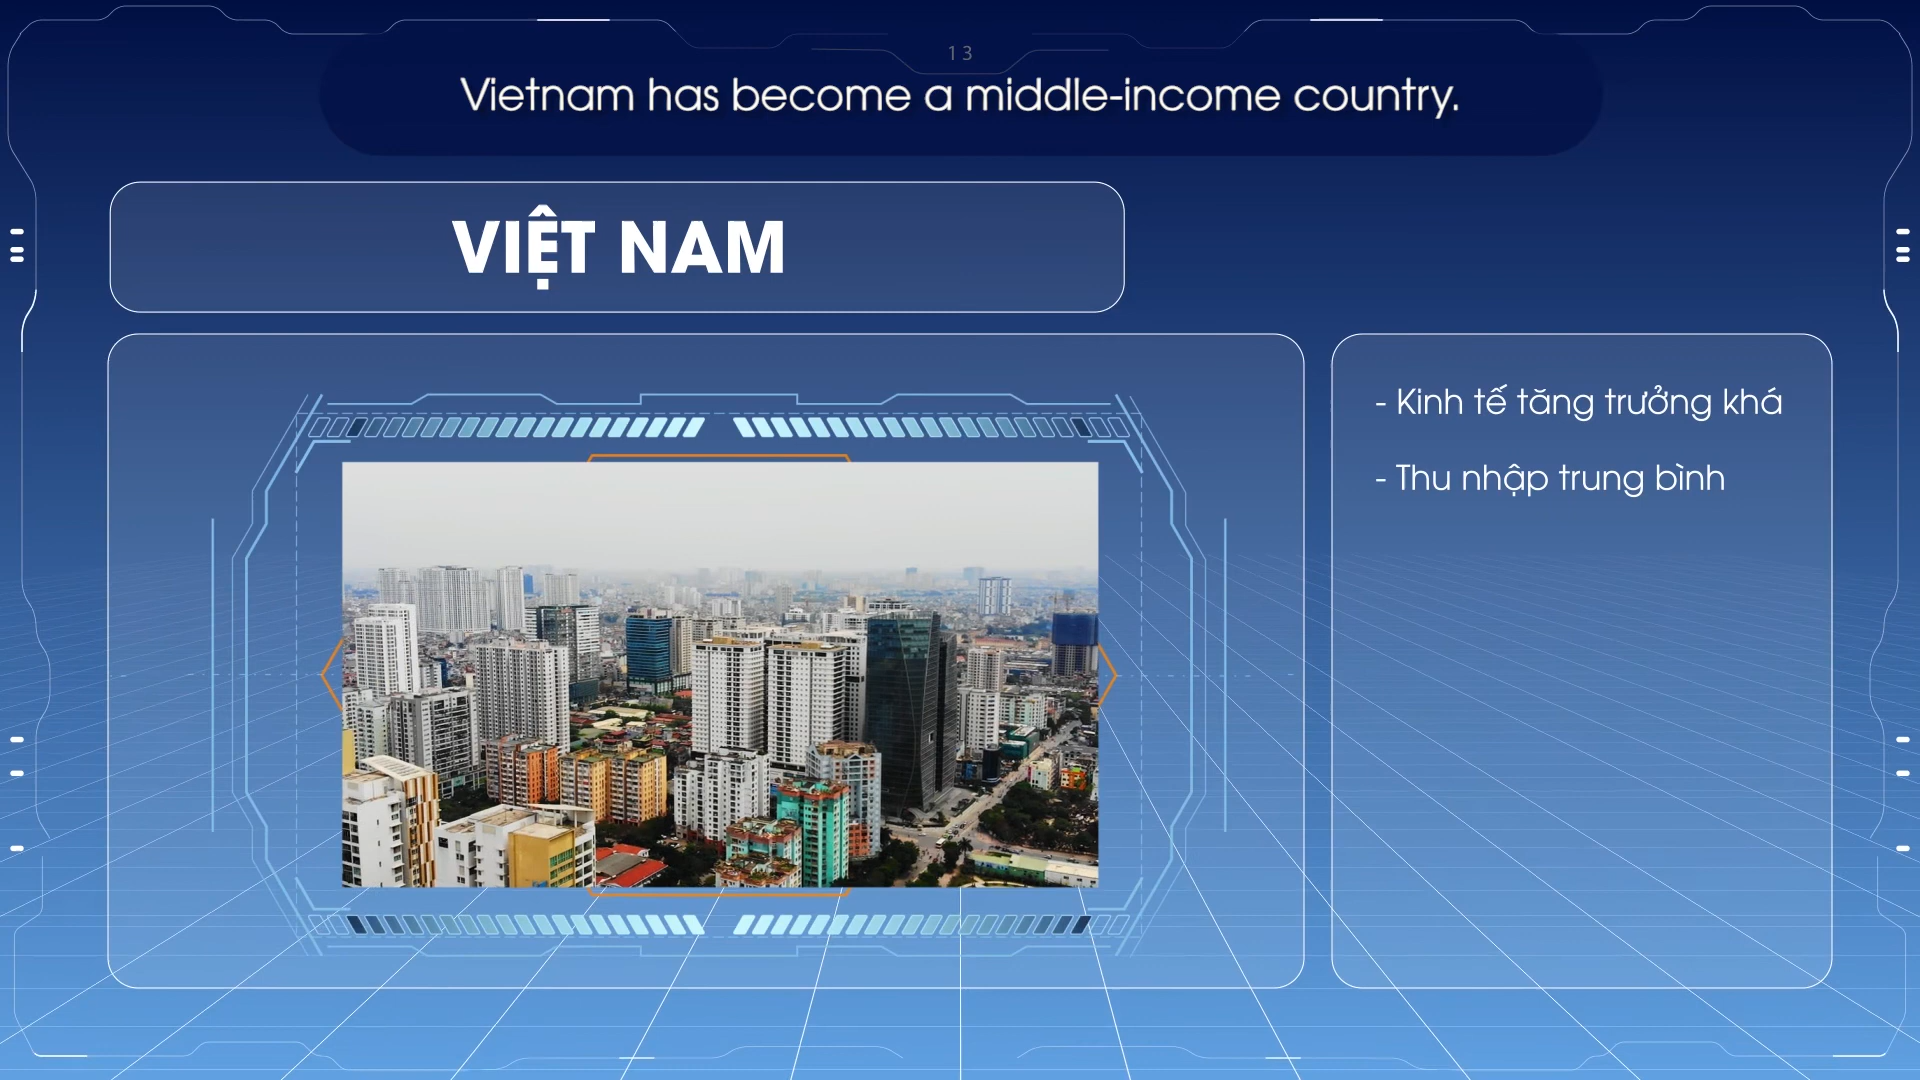 13
Vietnam has become a middle-income country.
VIỆT NAM
- Kinh tế tăng trưởng khá
- Thu nhập trung bình